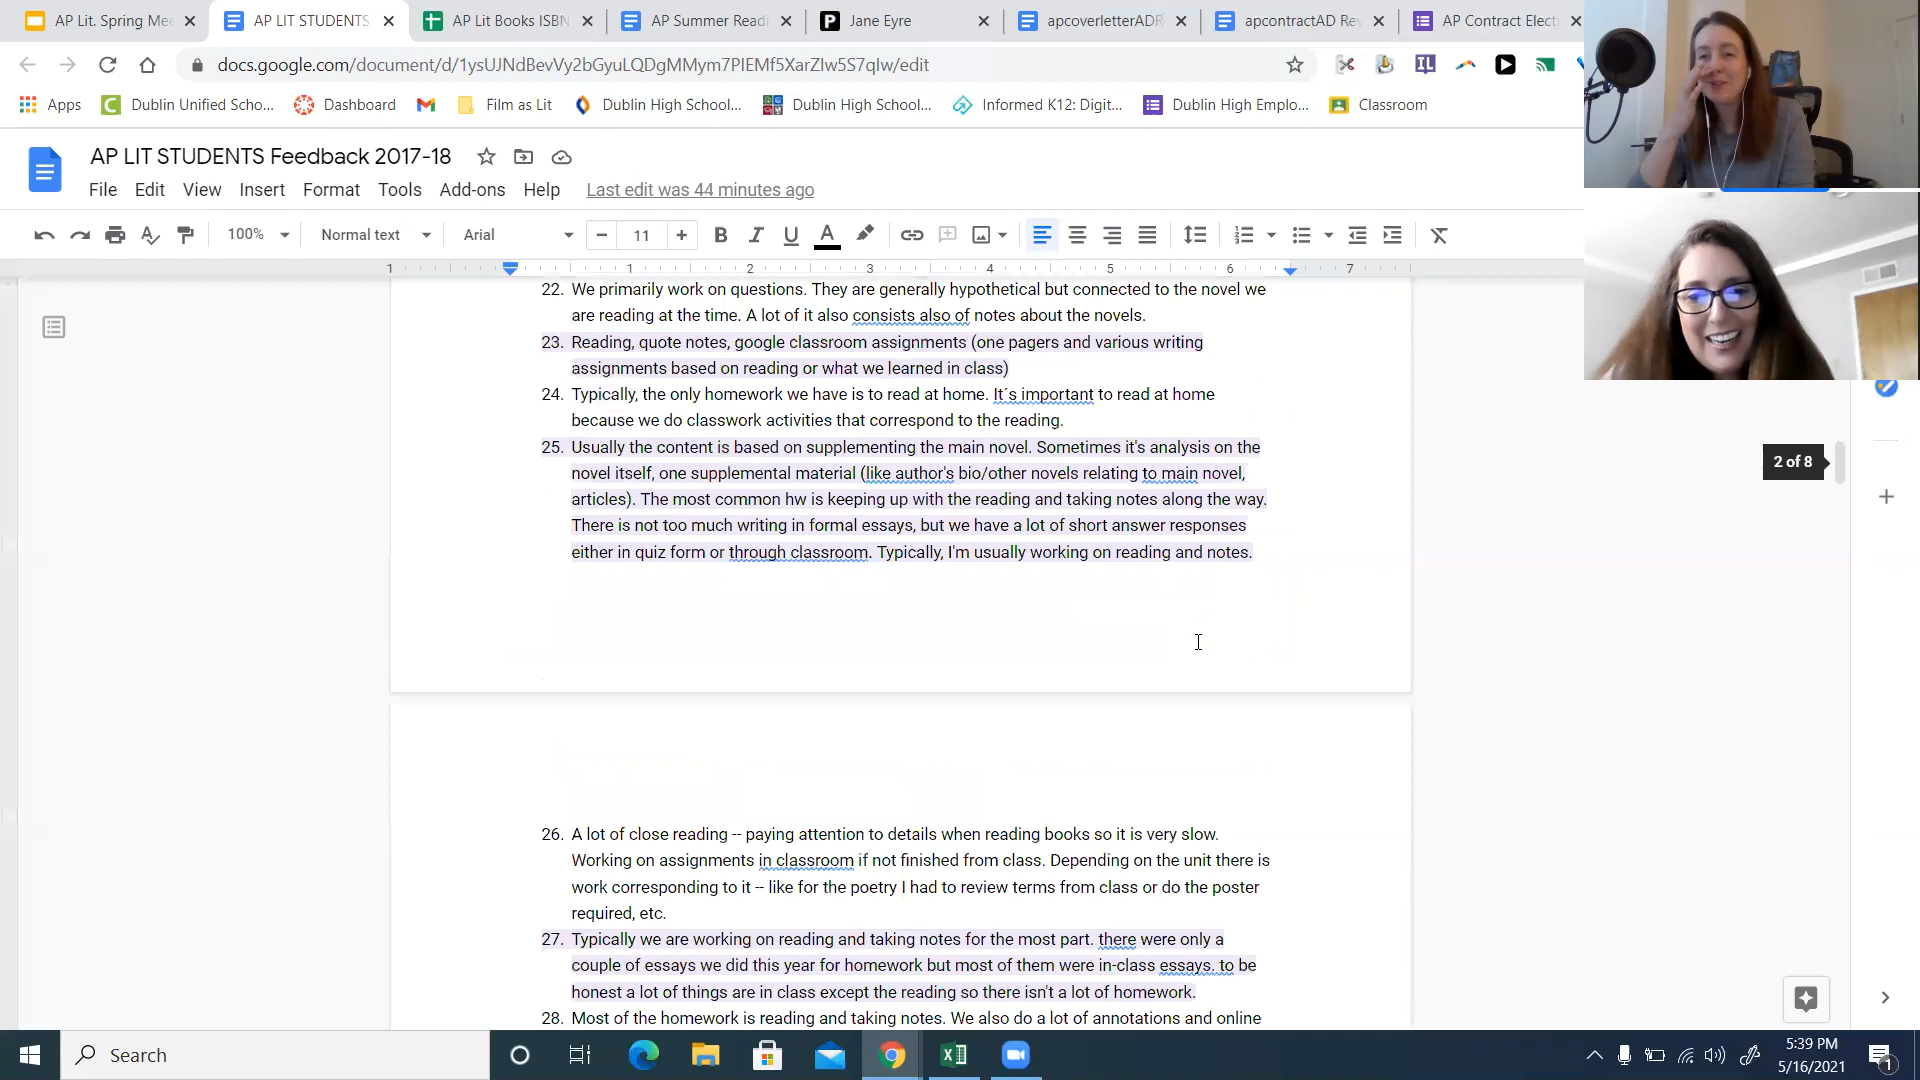 AP Lit. Spring Mee
AP LIT STUDENTS
AP Lit Books ISBN
AP Summer Readi
Jane Eyre
apcoverletterADR
apcontractAD Rev
AP Contract Elect
docs.google.com/document/d/1ysUJNdBevVy2bGyuLQDgMMym7PIEMf5XarZIw5S7qIw/edit
Apps
Dublin Unified Scho...
Dashboard
Film as Lit
Dublin High School...
Dublin High School...
Informed K12: Digit...
Dublin High Emplo...
Classroom
AP LIT STUDENTS Feedback 2017-18
File Edit View Insert Format Tools Add-ons Help Last edit was 44 minutes ago
100% Normal text Arial 11
1 1 2 3 4 5 6 7
22. We primarily work on questions. They are generally hypothetical but connected to the novel we
are reading at the time. A lot of it also consists also of notes about the novels.
23. Reading, quote notes, google classroom assignments (one pagers and various writing
assignments based on reading or what we learned in class)
24. Typically, the only homework we have is to read at home. It´s important to read at home
because we do classwork activities that correspond to the reading.
25. Usually the content is based on supplementing the main novel. Sometimes it's analysis on the
novel itself, one supplemental material (like author's bio/other novels relating to main novel,
articles). The most common hw is keeping up with the reading and taking notes along the way.
There is not too much writing in formal essays, but we have a lot of short answer responses
either in quiz form or through classroom. Typically, I'm usually working on reading and notes.
2 of 8
26. A lot of close reading -- paying attention to details when reading books so it is very slow.
Working on assignments in classroom if not finished from class. Depending on the unit there is
work corresponding to it -- like for the poetry I had to review terms from class or do the poster
required, etc.
27. Typically we are working on reading and taking notes for the most part. there were only a
couple of essays we did this year for homework but most of them were in-class essays. to be
honest a lot of things are in class except the reading so there isn't a lot of homework.
28. Most of the homework is reading and taking notes. We also do a lot of annotations and online
Search
5:39 PM
5/16/2021
1